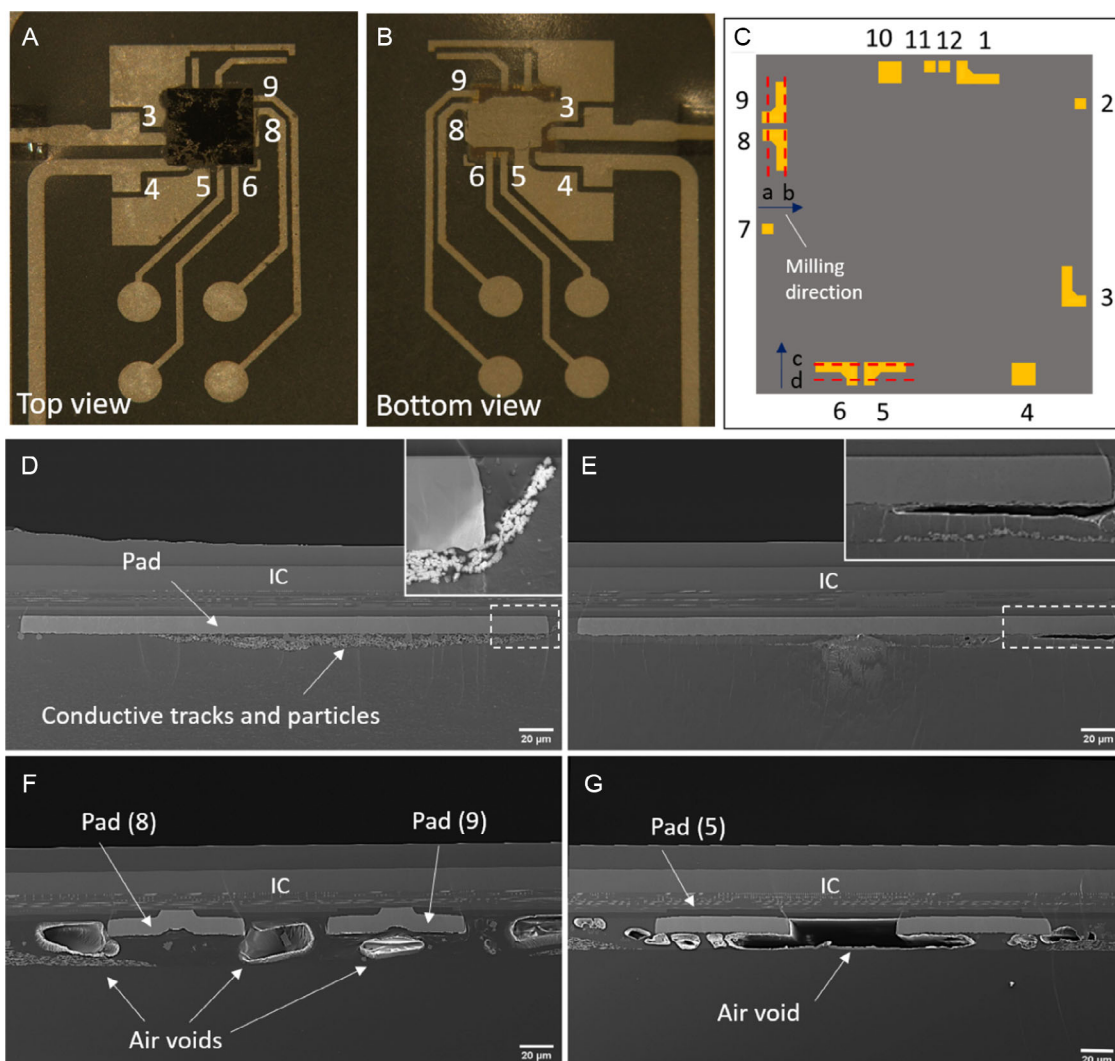 A
9
3
8
4
5
6
Top view
B
9
3
8
6
5
4
Bottom view
C
10 11 12 1
9
2
8
a b
7
Milling
direction
3
c
d
6 5 4
D
Pad
IC
Conductive tracks and particles
20 µm
E
IC
20 µm
F
Pad (8)
Pad (9)
IC
Air voids
20 µm
G
Pad (5)
IC
Air void
20 µm